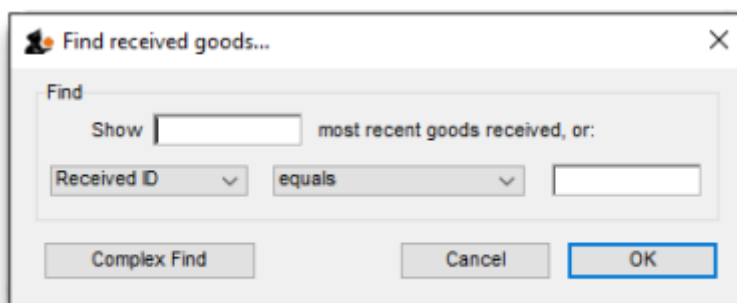 Find received goods...
Find
Show most recent goods received, or:
Received ID equals
Complex Find Cancel OK